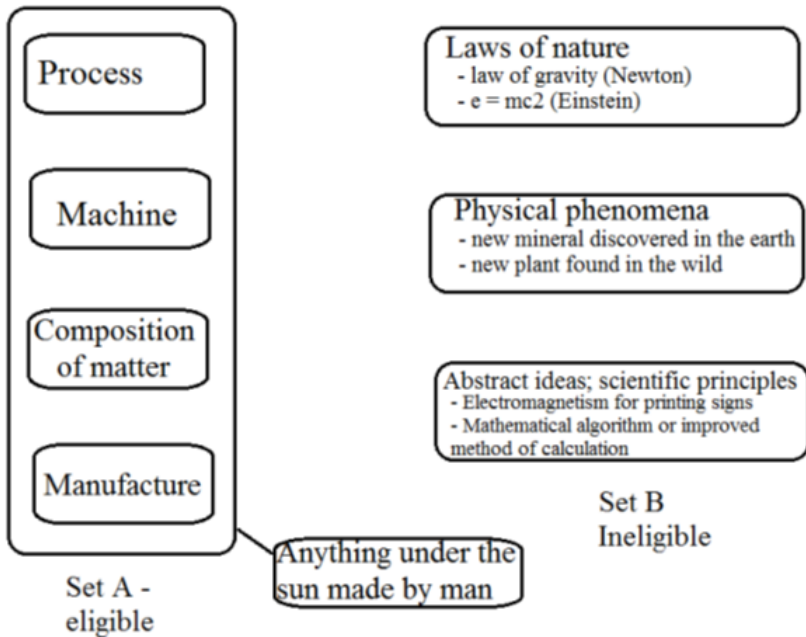 Process
Machine
Composition
of matter
Manufacture
Set A -
eligible
Anything under the
sun made by man
Laws of nature
- law of gravity (Newton)
- e = mc2 (Einstein)
Physical phenomena
- new mineral discovered in the earth
- new plant found in the wild
Abstract ideas; scientific principles
- Electromagnetism for printing signs
- Mathematical algorithm or improved
method of calculation
Set B
Ineligible